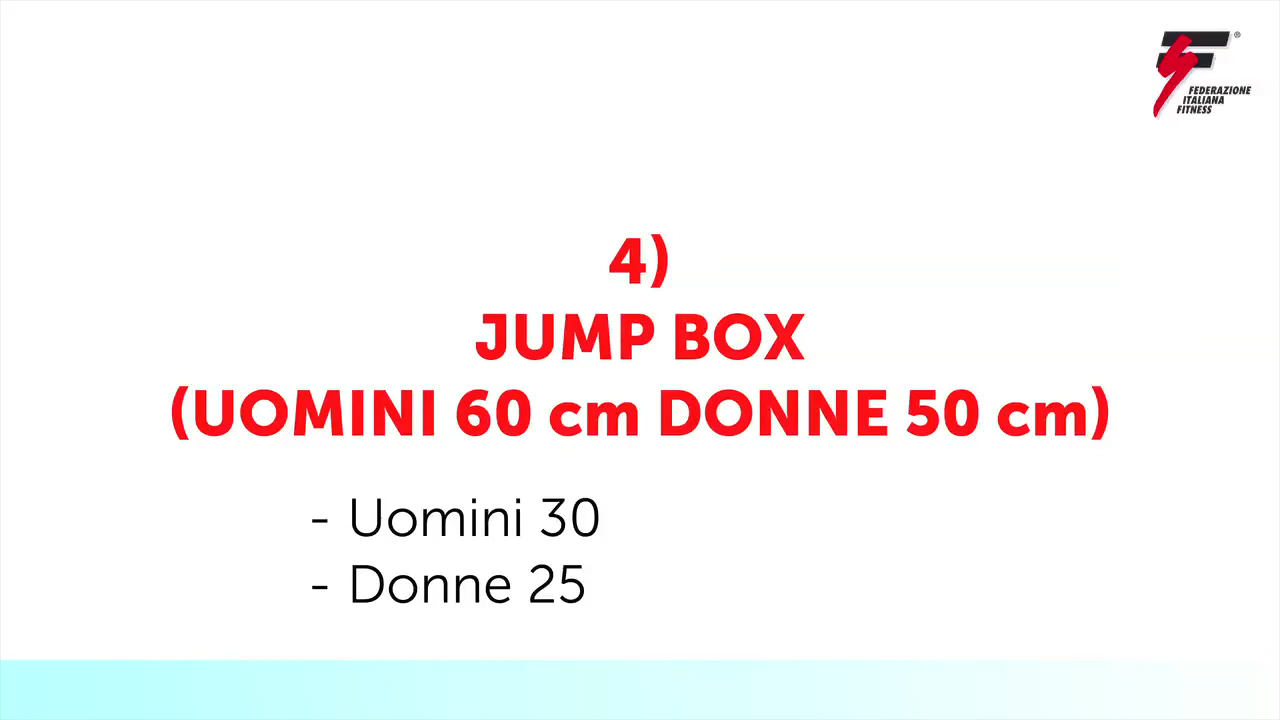 ®
FEDERAZIONE
ITALIANA
FITNESS
4)
JUMP BOX
(UOMINI 60 cm DONNE 50 cm)
- Uomini 30
- Donne 25